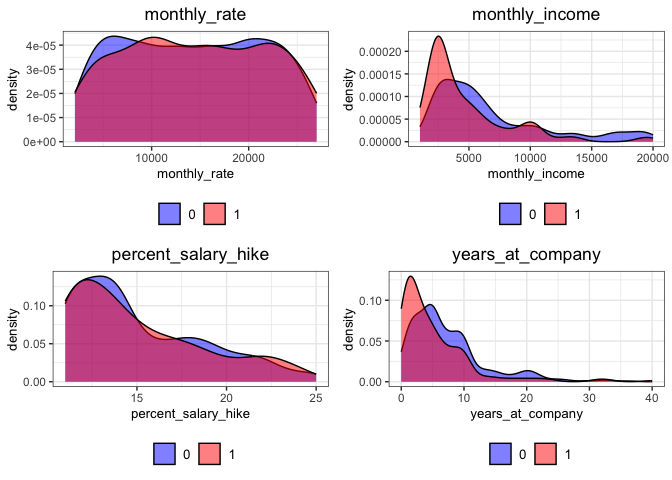 monthly_rate
density
4e-05
3e-05
2e-05
1e-05
0e+00
10000 20000
monthly_rate
0 1
monthly_income
density
0.00020
0.00015
0.00010
0.00005
0.00000
5000 10000 15000 20000
monthly_income
0 1
percent_salary_hike
density
0.10
0.05
0.00
15 20 25
percent_salary_hike
0 1
years_at_company
density
0.10
0.05
0.00
0 10 20 30 40
years_at_company
0 1